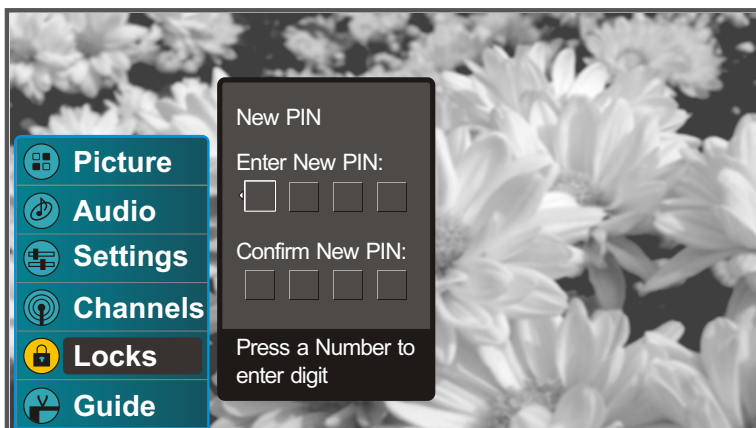 Picture
Audio
Settings
Channels
Locks
Guide
New PIN
Enter New PIN:
Confirm New PIN:
Press a Number to
enter digit